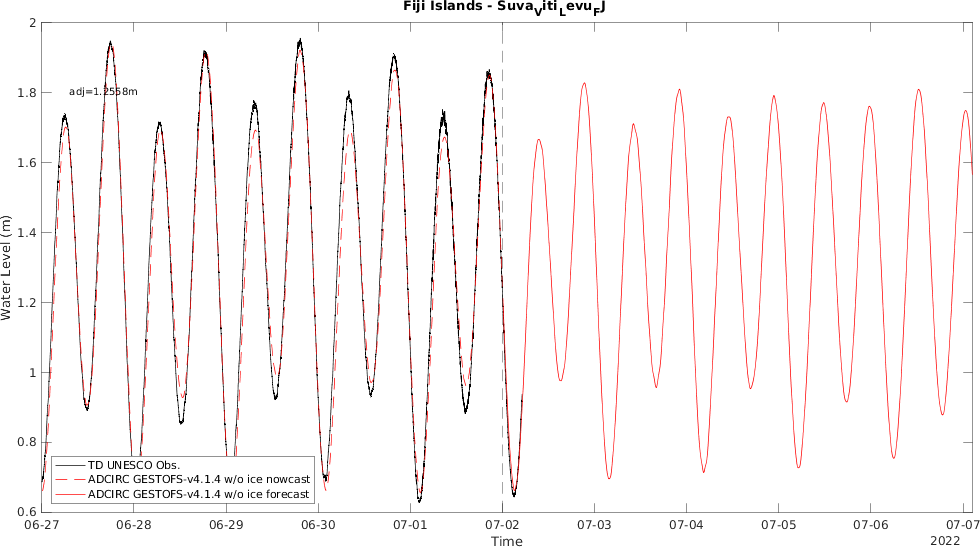 Fiji Islands - SuvaVitiLevuFJ
2
1.8
1.6
1.4
1.2
1
0.8
0.6
Water Level (m)
adj=1.2558m
TD UNESCO Obs.
ADCIRC GESTOFS-v4.1.4 w/o ice nowcast
ADCIRC GESTOFS-v4.1.4 w/o ice forecast
06-27 06-28 06-29 06-30 07-01 07-02 07-03 07-04 07-05 07-06 07-07
Time
2022